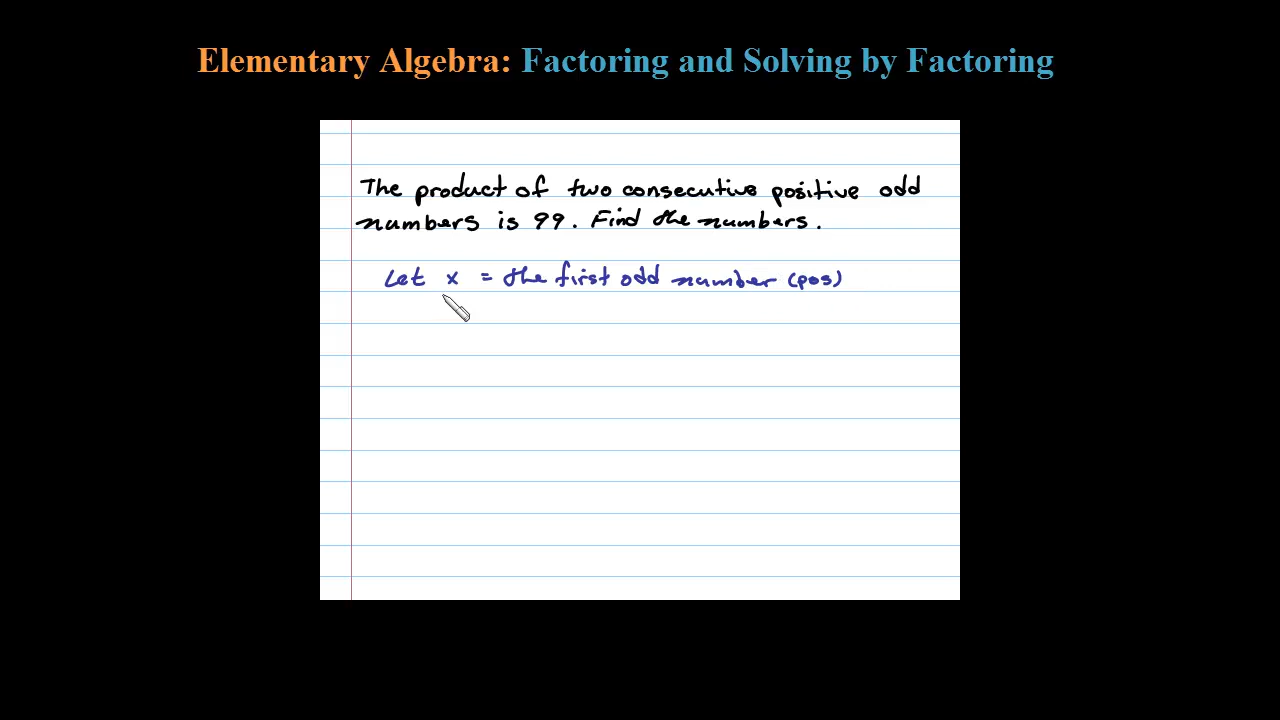 Elementary Algebra: Factoring and Solving by Factoring
The product of two consecutive positive odd
numbers is 99. Find the numbers.
Let x = the first odd number (pos)